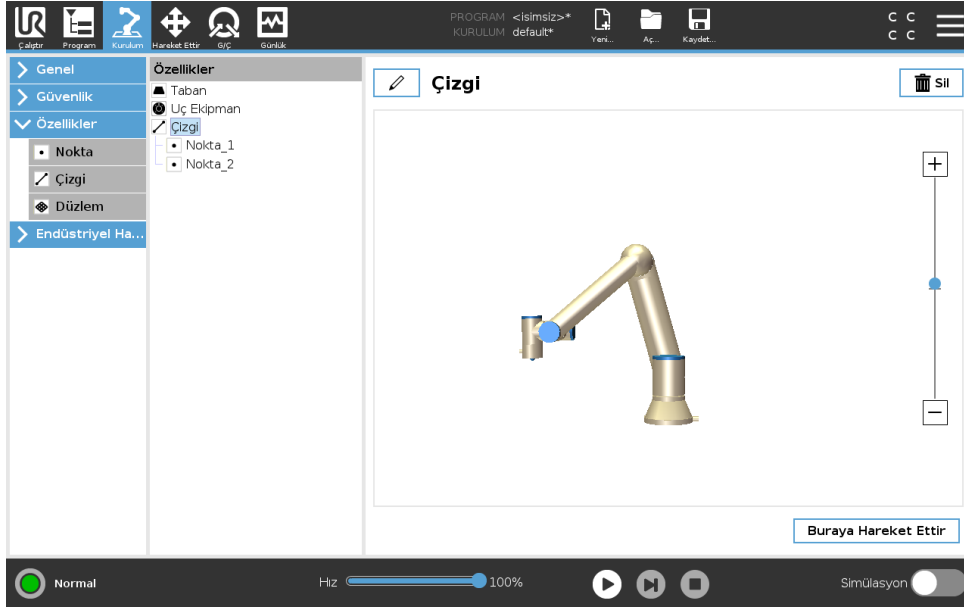 PROGRAM <isimsiz>*
KURULUM default*
C C
C C
Çalıştır Program Kurulum Hareket Ettir G/Ç Günlük Yeni... Aç... Kaydet...
Genel
Güvenlik
Özellikler
Nokta
Çizgi
Düzlem
Endüstriyel Ha...
Özellikler
Taban
Uç Ekipman
Çizgi
Nokta_1
Nokta_2
Çizgi
Sil
Buraya Hareket Ettir
Normal
Hız 100%
Simülasyon